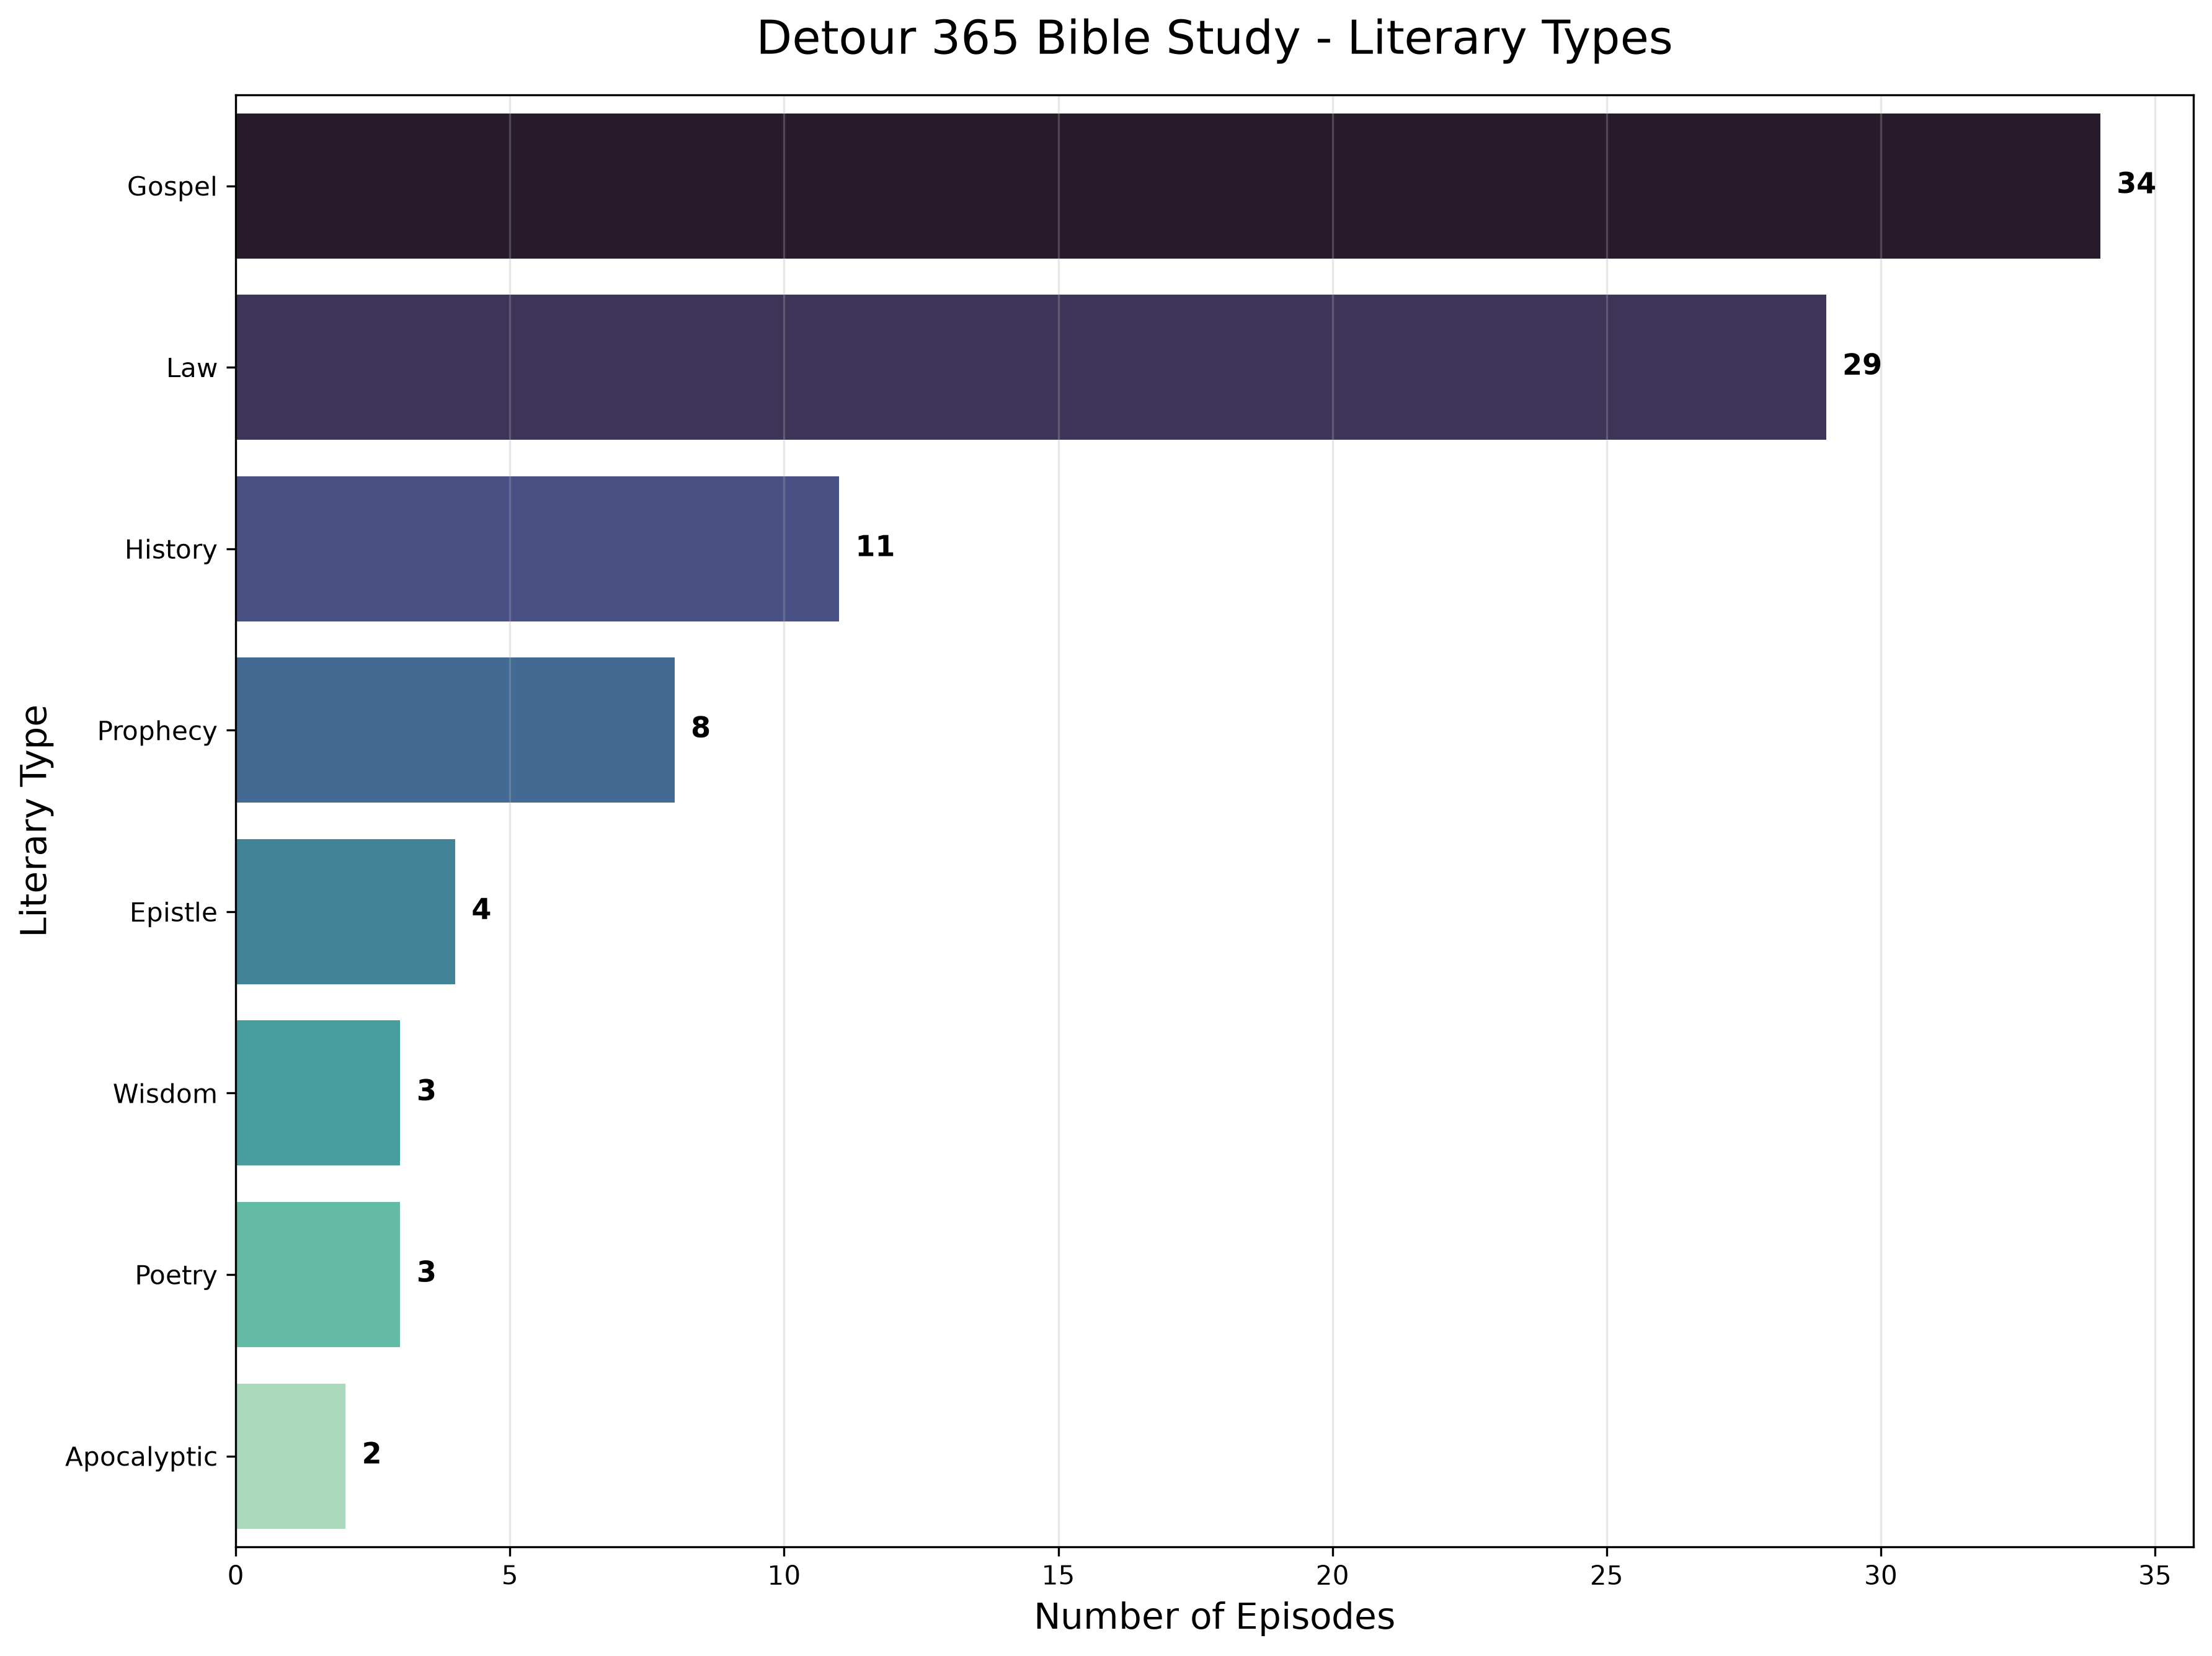 Detour 365 Bible Study - Literary Types
Literary Type
Gospel 34
Law 29
History 11
Prophecy 8
Epistle 4
Wisdom 3
Poetry 3
Apocalyptic 2
0 5 10 15 20 25 30 35
Number of Episodes